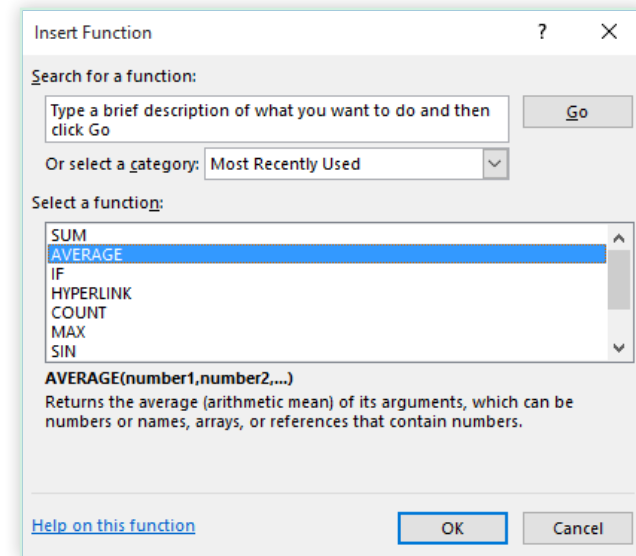 Insert Function ?
Search for a function:
Type a brief description of what you want to do and then
click Go
Go
Or select a category: Most Recently Used
Select a function:
SUM
AVERAGE
IF
HYPERLINK
COUNT
MAX
SIN
AVERAGE(number1,number2,...)
Returns the average (arithmetic mean) of its arguments, which can be
numbers or names, arrays, or references that contain numbers.
Help on this function
OK
Cancel